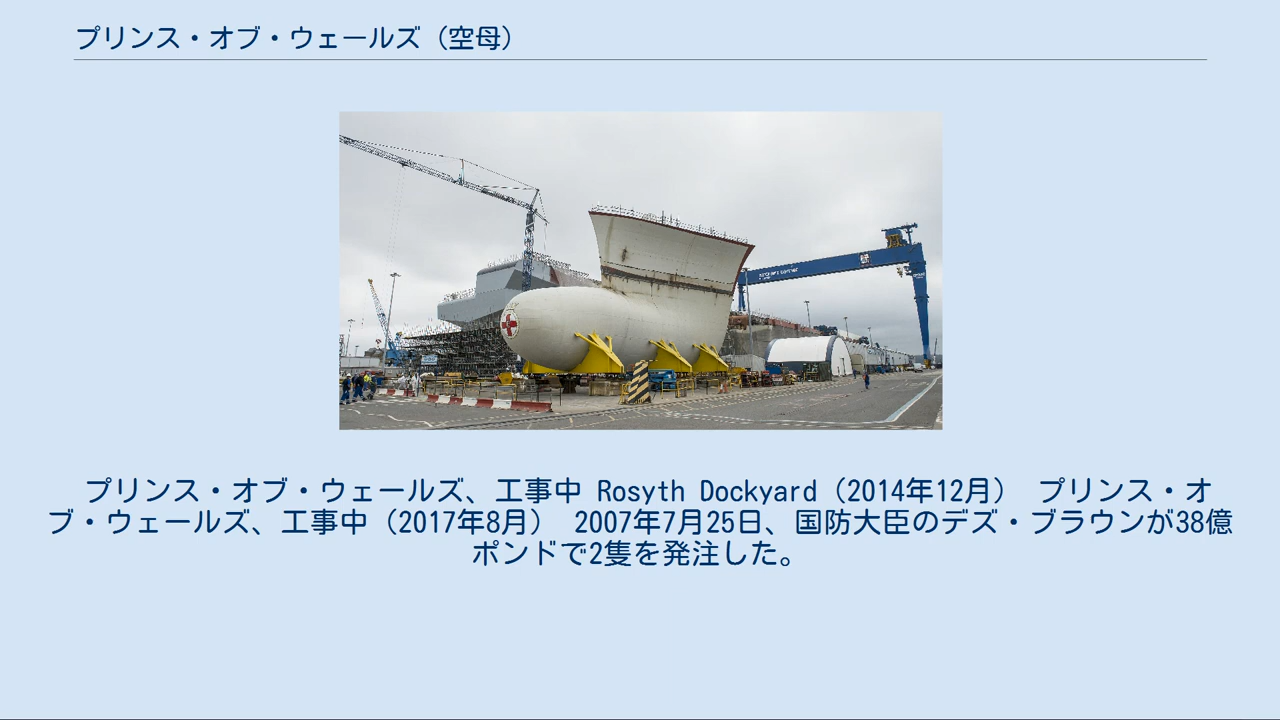 プリンス・オブ・ウェールズ（空母）
プリンス・オブ・ウェールズ、工事中 Rosyth Dockyard（2014年12月） プリンス・オ
ブ・ウェールズ、工事中（2017年8月） 2007年7月25日、国防大臣のデズ・ブラウンが38億
ポンドで2隻を発注した。